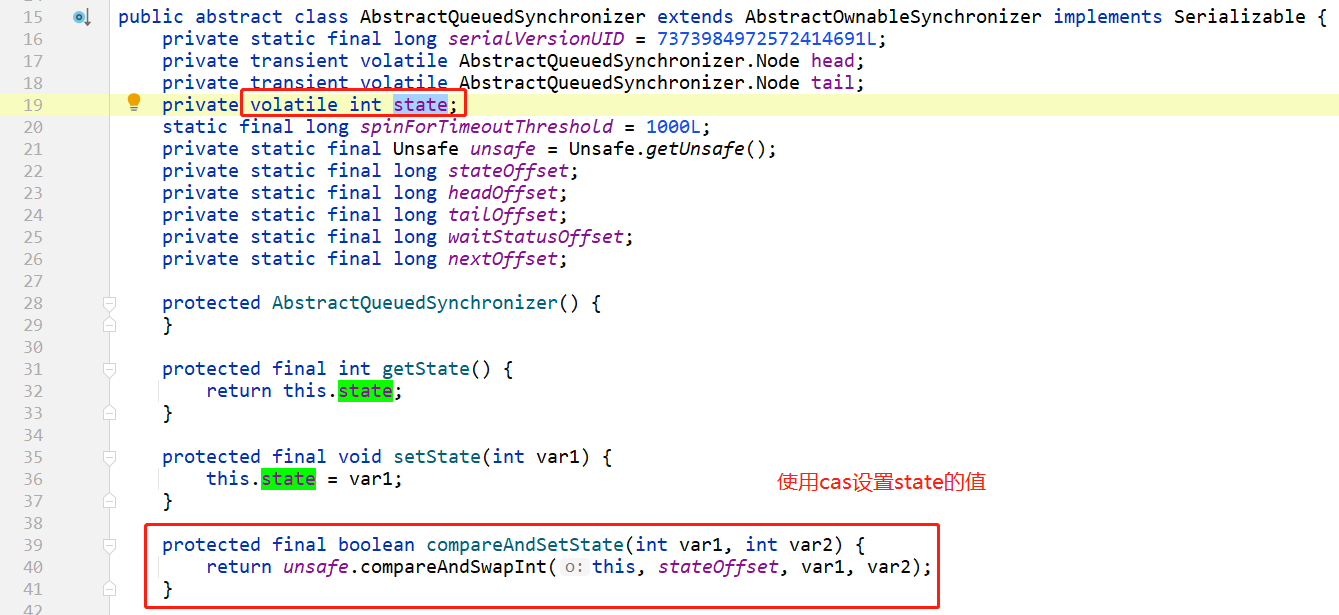 15 public abstract class AbstractQueuedSynchronizer extends AbstractOwnableSynchronizer implements Serializable {
16 private static final long serialVersionUID = 7373984972572414691L;
17 private transient volatile AbstractQueuedSynchronizer.Node head;
18 private transient volatile AbstractQueuedSynchronizer.Node tail;
19 private volatile int state;
20 static final long spinForTimeoutThreshold = 1000L;
21 private static final Unsafe unsafe = Unsafe.getUnsafe();
22 private static final long stateOffset;
23 private static final long headOffset;
24 private static final long tailOffset;
25 private static final long waitStatusOffset;
26 private static final long nextOffset;
27
28 protected AbstractQueuedSynchronizer() {
29 }
30
31 protected final int getState() {
32 return this.state;
33 }
34
35 protected final void setState(int var1) {
36 this.state = var1;
使用cas设置state的值
37 }
38
39 protected final boolean compareAndSetState(int var1, int var2) {
40 return unsafe.compareAndSwapInt( o: this, stateOffset, var1, var2);
41 }
42